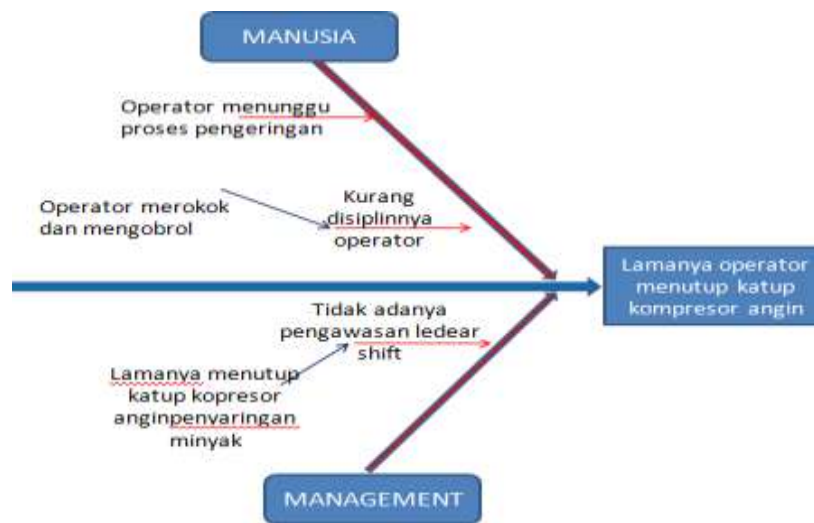 MANUSIA
Operator menunggu
proses pengeringan
Operator merokok
dan mengobrol
Kurang
disiplinnya
operator
Lamanya operator
menutup katup
kompresor angin
Tidak adanya
pengawasan ledear
shift
Lamanya menutup
katup kopresor
anginpenyaringan
minyak
MANAGEMENT